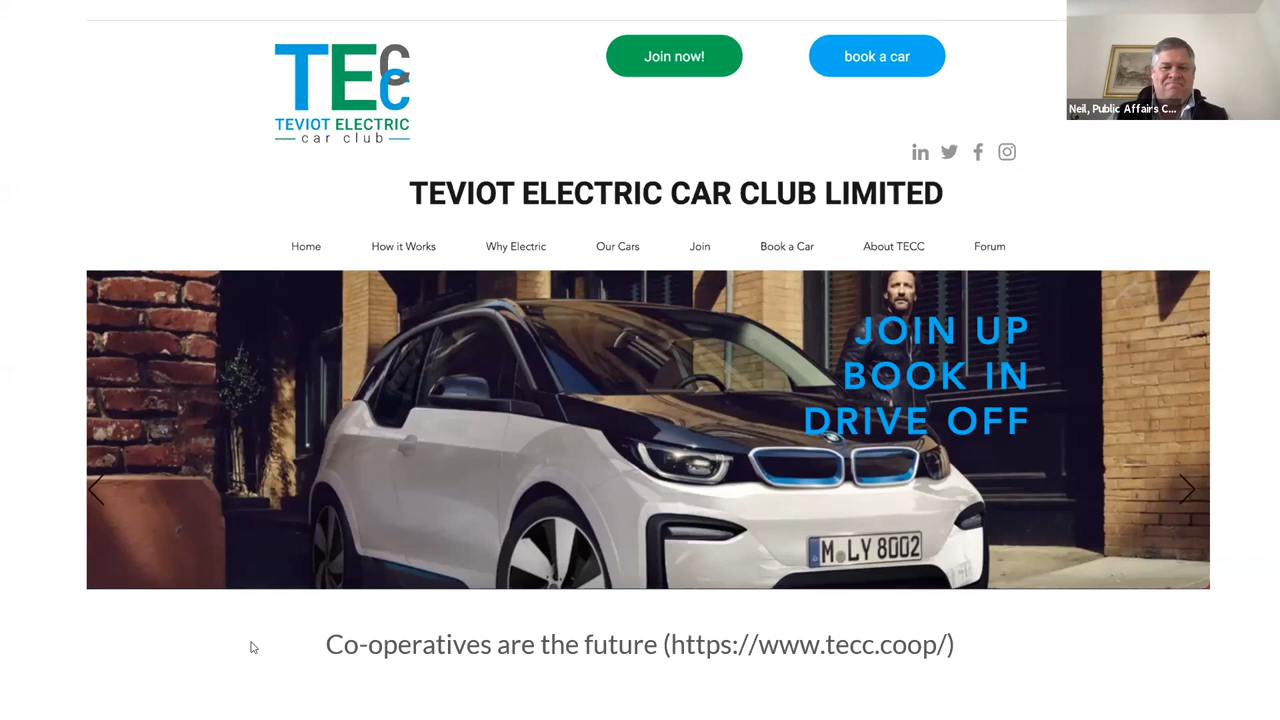 TECC
TEVIOT ELECTRIC
car club
Join now!
book a car
Neil, Public Affairs C...
in
TEVIOT ELECTRIC CAR CLUB LIMITED
Home
How it Works
Why Electric
Our Cars
Join
Book a Car
About TECC
Forum
JOIN UP
BOOK IN
DRIVE OFF
M LY 8002
Co-operatives are the future (https://www.tecc.coop/)